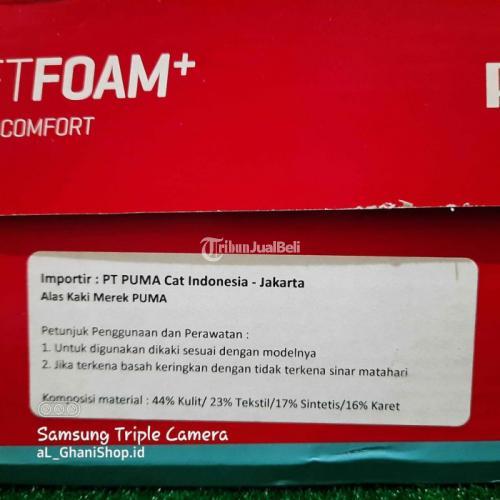 FTFOAM+
COMFORT
TribunJualBeli
Importir : PT PUMA Cat Indonesia - Jakarta
Alas Kaki Merek PUMA
Petunjuk Penggunaan dan Perawatan :
1. Untuk digunakan dikaki sesuai dengan modelnya
2. Jika terkena basah keringkan dengan tidak terkena sinar matahari
Komposisi material : 44% Kulit/ 23% Tekstil/17% Sintetis/16% Karet
Samsung Triple Camera
aL_GhaniShop.id